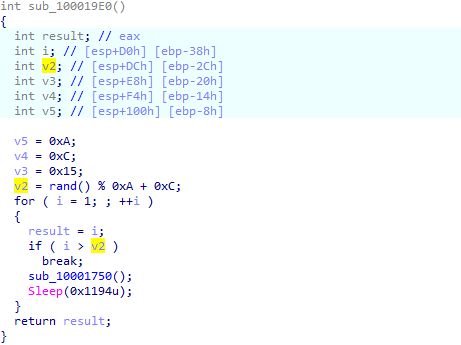 int sub_100019E0()
{
  int result; // eax
  int i; // [esp+D0h] [ebp-38h]
  int v2; // [esp+DCh] [ebp-2Ch]
  int v3; // [esp+E8h] [ebp-20h]
  int v4; // [esp+F4h] [ebp-14h]
  int v5; // [esp+100h] [ebp-8h]

  v5 = 0xA;
  v4 = 0xC;
  v3 = 0x15;
  v2 = rand() % 0xA + 0xC;
  for ( i = 1; ; ++i )
  {
    result = i;
    if ( i > v2 )
      break;
    sub_10001750();
    Sleep(0x1194u);
  }
  return result;
}